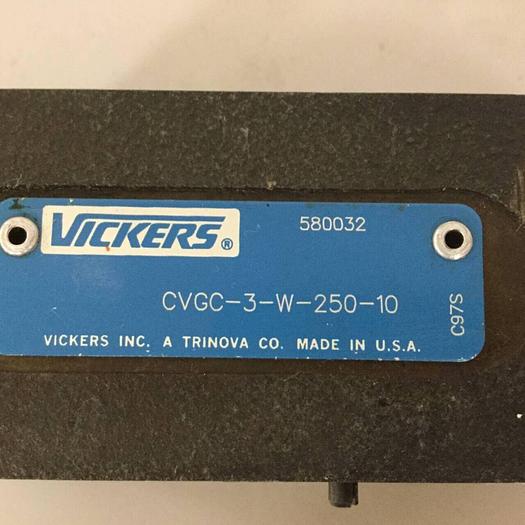 VICKERS®
580032
CVGC-3-W-250-10
C97S
VICKERS INC. A TRINOVA CO. MADE IN U.S.A.